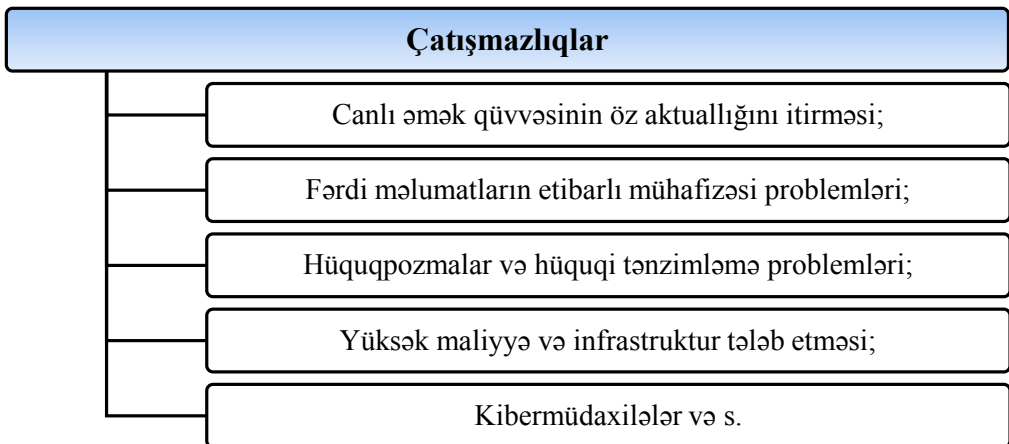 Çatışmazlıqlar
Canlı əmək qüvvəsinin öz aktuallığını itirməsi;
Fərdi məlumatların etibarlı mühafizəsi problemləri;
Hüquqpozmalar və hüquqi tənzimləmə problemləri;
Yüksək maliyyə və infrastruktur tələb etməsi;
Kibermüdaxilələr və s.